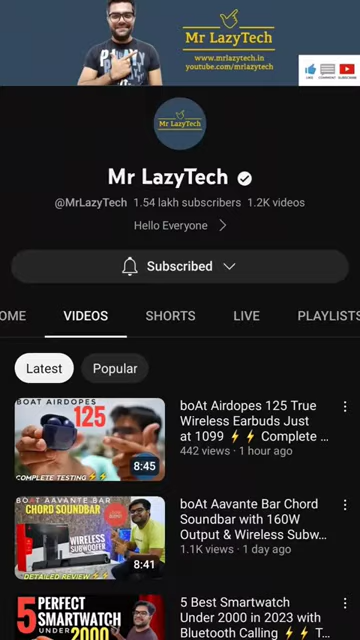 Mr LazyTech
www.mrlazytech.in
youtube.com/mrlazytech
LIKE
COMMENT
Mr LazyTech
Mr LazyTech
@MrLazyTech 1.54 lakh subscribers 1.2K videos
Hello Everyone
Subscribed
OME VIDEOS SHORTS LIVE PLAYLISTS
Latest Popular
BOAT AIRDOPES
125
COMPLETE TESTING⚡⚡
8:45
boAt Airdopes 125 True
Wireless Earbuds Just
at 1099 ⚡⚡ Complete ...
442 views · 1 hour ago
BOAT AAVANTE BAR
CHORD SOUNDBAR
WIRELESS
SUBWOOFER
DETAILED REVIEW⚡⚡
8:41
boAt Aavante Bar Chord
Soundbar with 160W
Output & Wireless Subw...
1.1K views · 1 day ago
5 PERFECT
SMARTWATCH
UNDER 2000
5 Best Smartwatch
Under 2000 in 2023 with
Bluetooth Calling ⚡⚡ T...